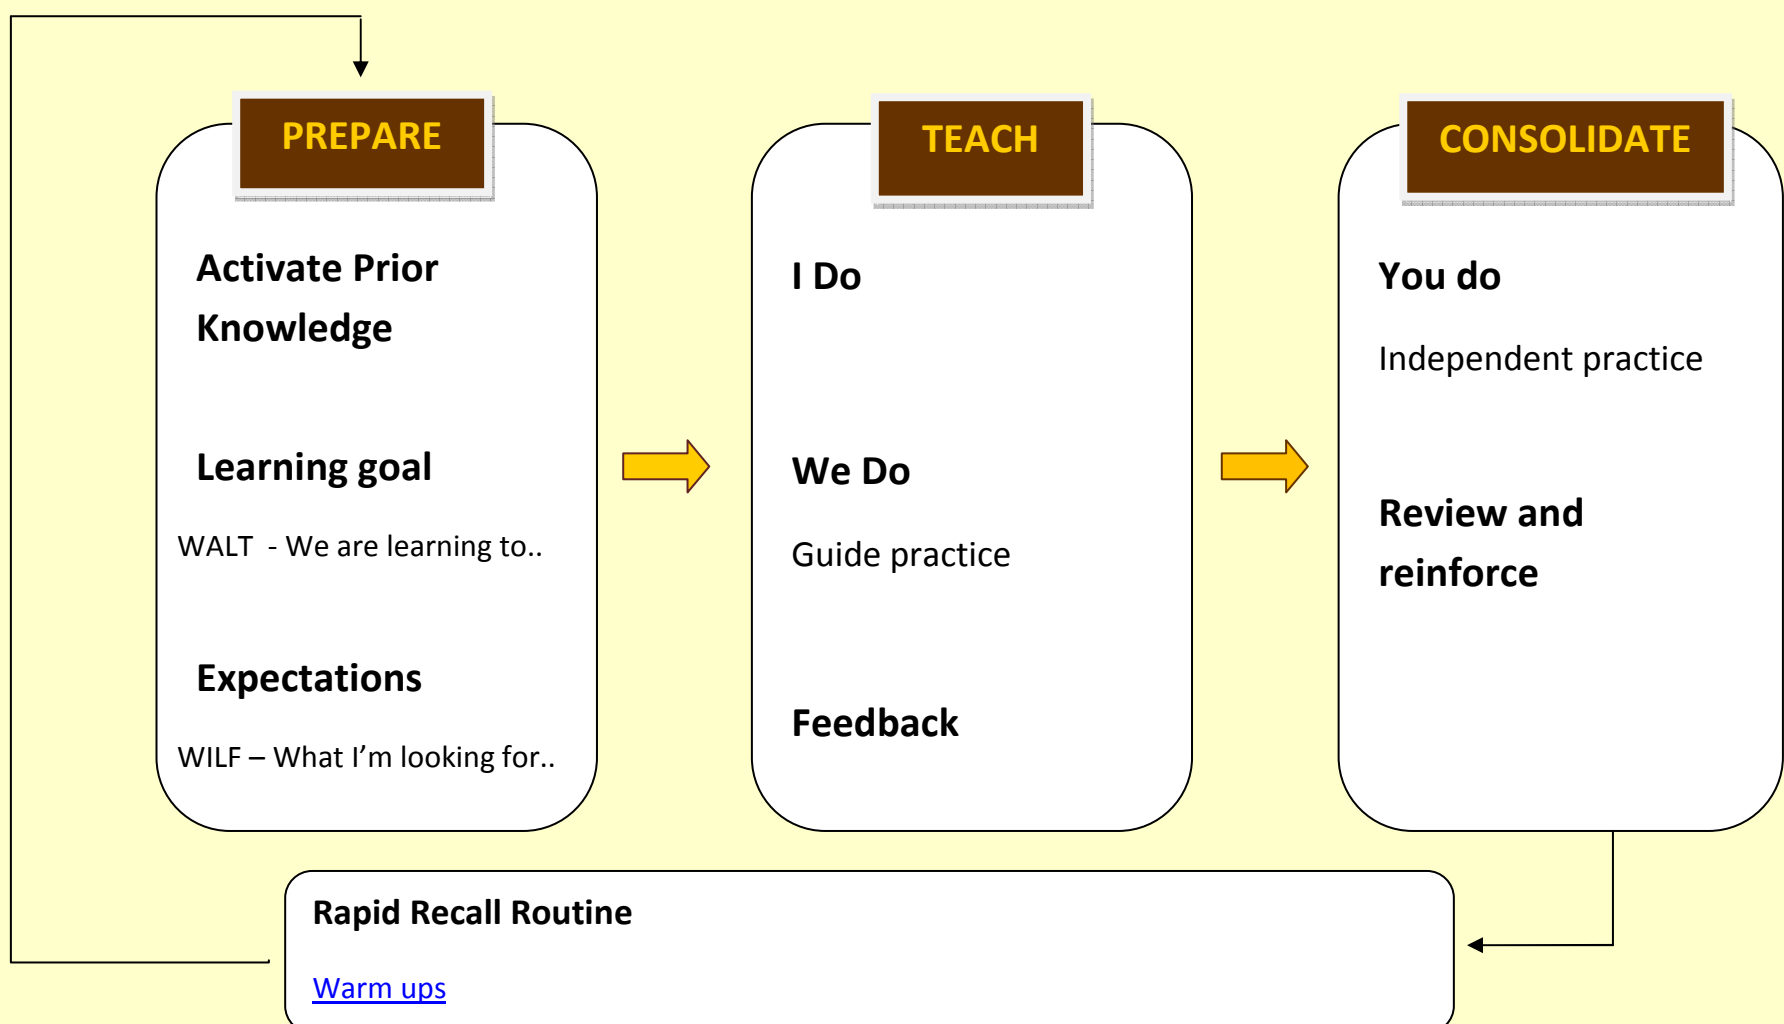 PREPARE
Activate Prior
Knowledge
Learning goal
WALT - We are learning to..
Expectations
WILF – What I'm looking for..
TEACH
I Do
We Do
Guide practice
Feedback
CONSOLIDATE
You do
Independent practice
Review and
reinforce
Rapid Recall Routine
Warm ups